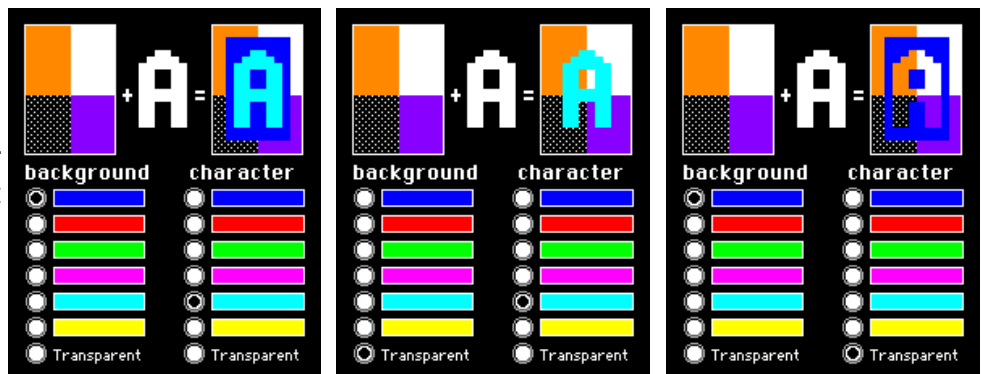 + A = A
background character
Transparent Transparent
+ A = A
background character
Transparent Transparent
+ A = A
background character
Transparent Transparent